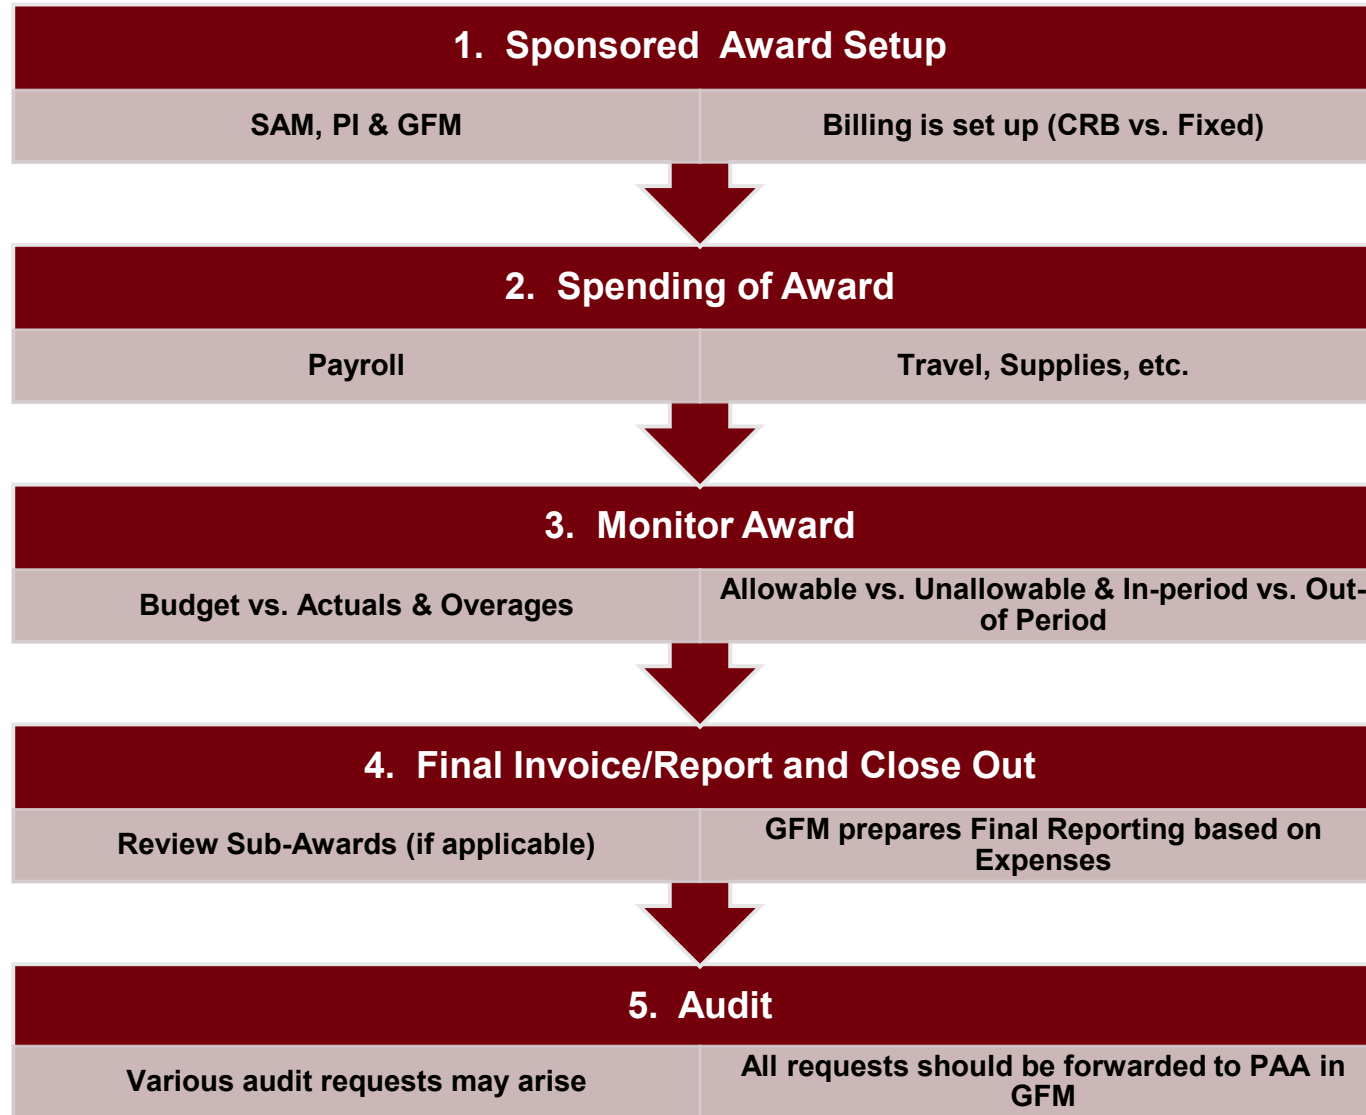 1. Sponsored Award Setup
SAM, PI & GFM
Billing is set up (CRB vs. Fixed)
2. Spending of Award
Payroll
Travel, Supplies, etc.
3. Monitor Award
Budget vs. Actuals & Overages
Allowable vs. Unallowable & In-period vs. Out-
of Period
4. Final Invoice/Report and Close Out
Review Sub-Awards (if applicable)
GFM prepares Final Reporting based on
Expenses
5. Audit
Various audit requests may arise
All requests should be forwarded to PAA in
GFM